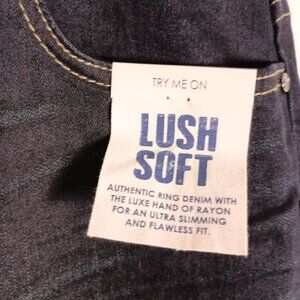 TRY ME ON
LUSH
SOFT
AUTHENTIC RING DENIM WITH
THE LUXE HAND OF RAYON
FOR AN ULTRA SLIMMING
AND FLAWLESS FIT.